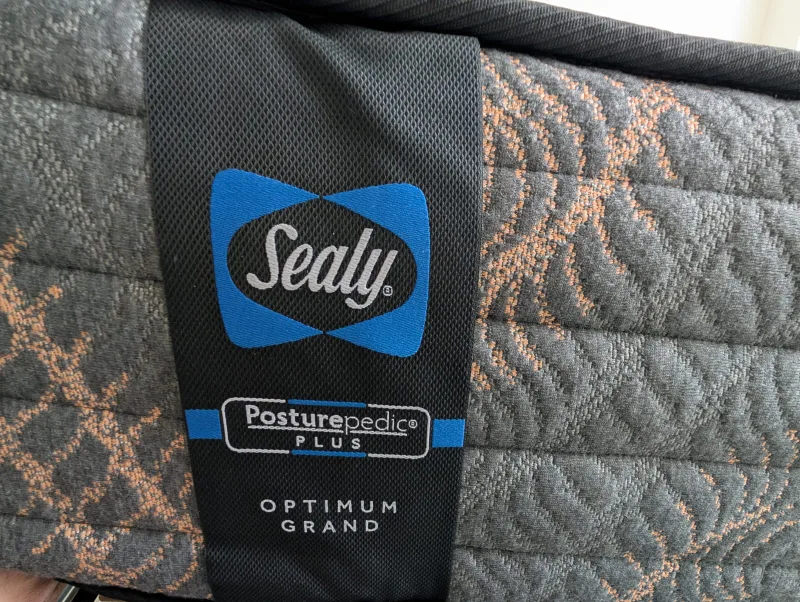 Sealy®
Posturepedic®
PLUS
OPTIMUM
GRAND